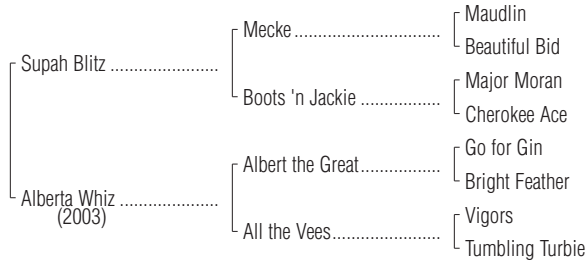 Maudlin
Mecke
Beautiful Bid
Supah Blitz
Major Moran
Boots 'n Jackie
Cherokee Ace
Go for Gin
Albert the Great
Bright Feather
Alberta Whiz
(2003)
Vigors
All the Vees
Tumbling Turbie